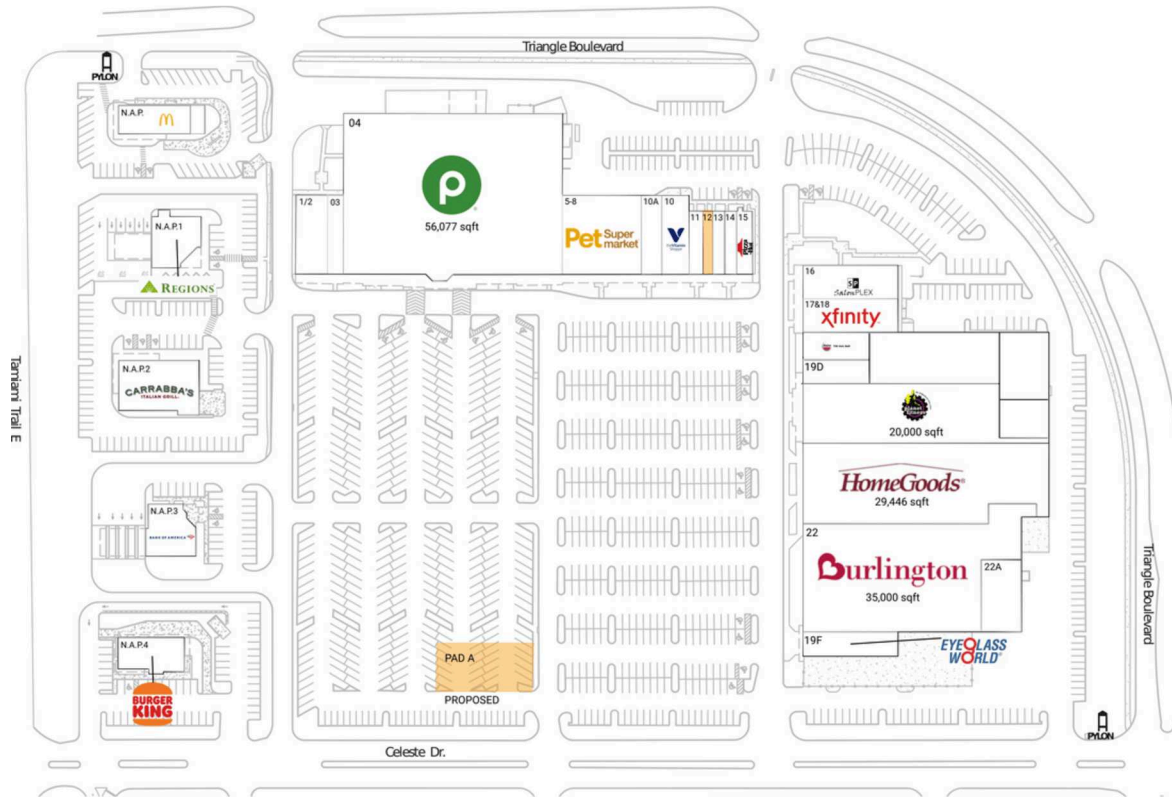 Triangle Boulevard
PYLON
N.A.P.
04
56,077 sqft
1/2
03
5-8
10A
10
11
12
13
14
15
Pet Super
market
N.A.P.1
REGIONS
16
SP
SalonPLEX
17&18
xfinity
19D
N.A.P.2
CARRABBA'S
ITALIAN GRILL
Tamiami Trail E
planet
fitness
20,000 sqft
HomeGoods
29,446 sqft
N.A.P.3
BANK OF AMERICA
22
Burlington
35,000 sqft
22A
Triangle Boulevard
N.A.P.4
BURGER
KING
PAD A
PROPOSED
19F
EYEGLASS
WORLD
PYLON
Celeste Dr.